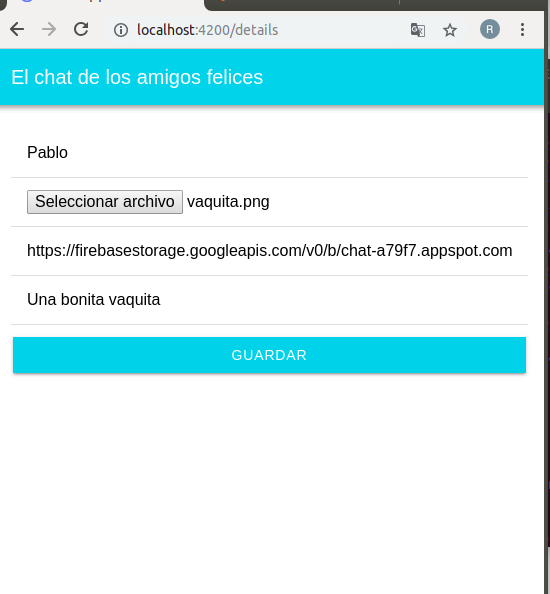 localhost:4200/details
R
El chat de los amigos felices
Pablo
Seleccionar archivo vaquita.png
https://firebasestorage.googleapis.com/v0/b/chat-a79f7.appspot.com
Una bonita vaquita
GUARDAR